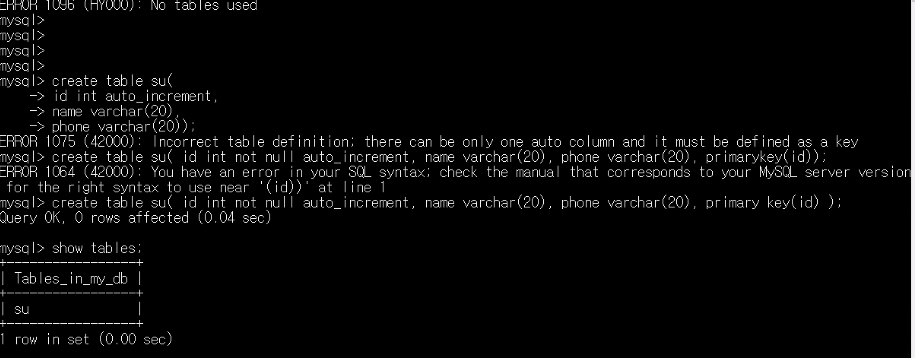 ERROR 1096 (HY000): No tables used
mysql>
mysql>
mysql>
mysql>
mysql> create table su(
    -> id int auto_increment,
    -> name varchar(20),
    -> phone varchar(20));
ERROR 1075 (42000): Incorrect table definition; there can be only one auto column and it must be defined as a key
mysql> create table su( id int not null auto_increment, name varchar(20), phone varchar(20), primarykey(id));
ERROR 1064 (42000): You have an error in your SQL syntax; check the manual that corresponds to your MySQL server version
 for the right syntax to use near '(id))' at line 1
mysql> create table su( id int not null auto_increment, name varchar(20), phone varchar(20), primary key(id) );
Query OK, 0 rows affected (0.04 sec)
mysql> show tables;
+-----------------+
| Tables_in_my_db |
+-----------------+
| su              |
+-----------------+
1 row in set (0.00 sec)